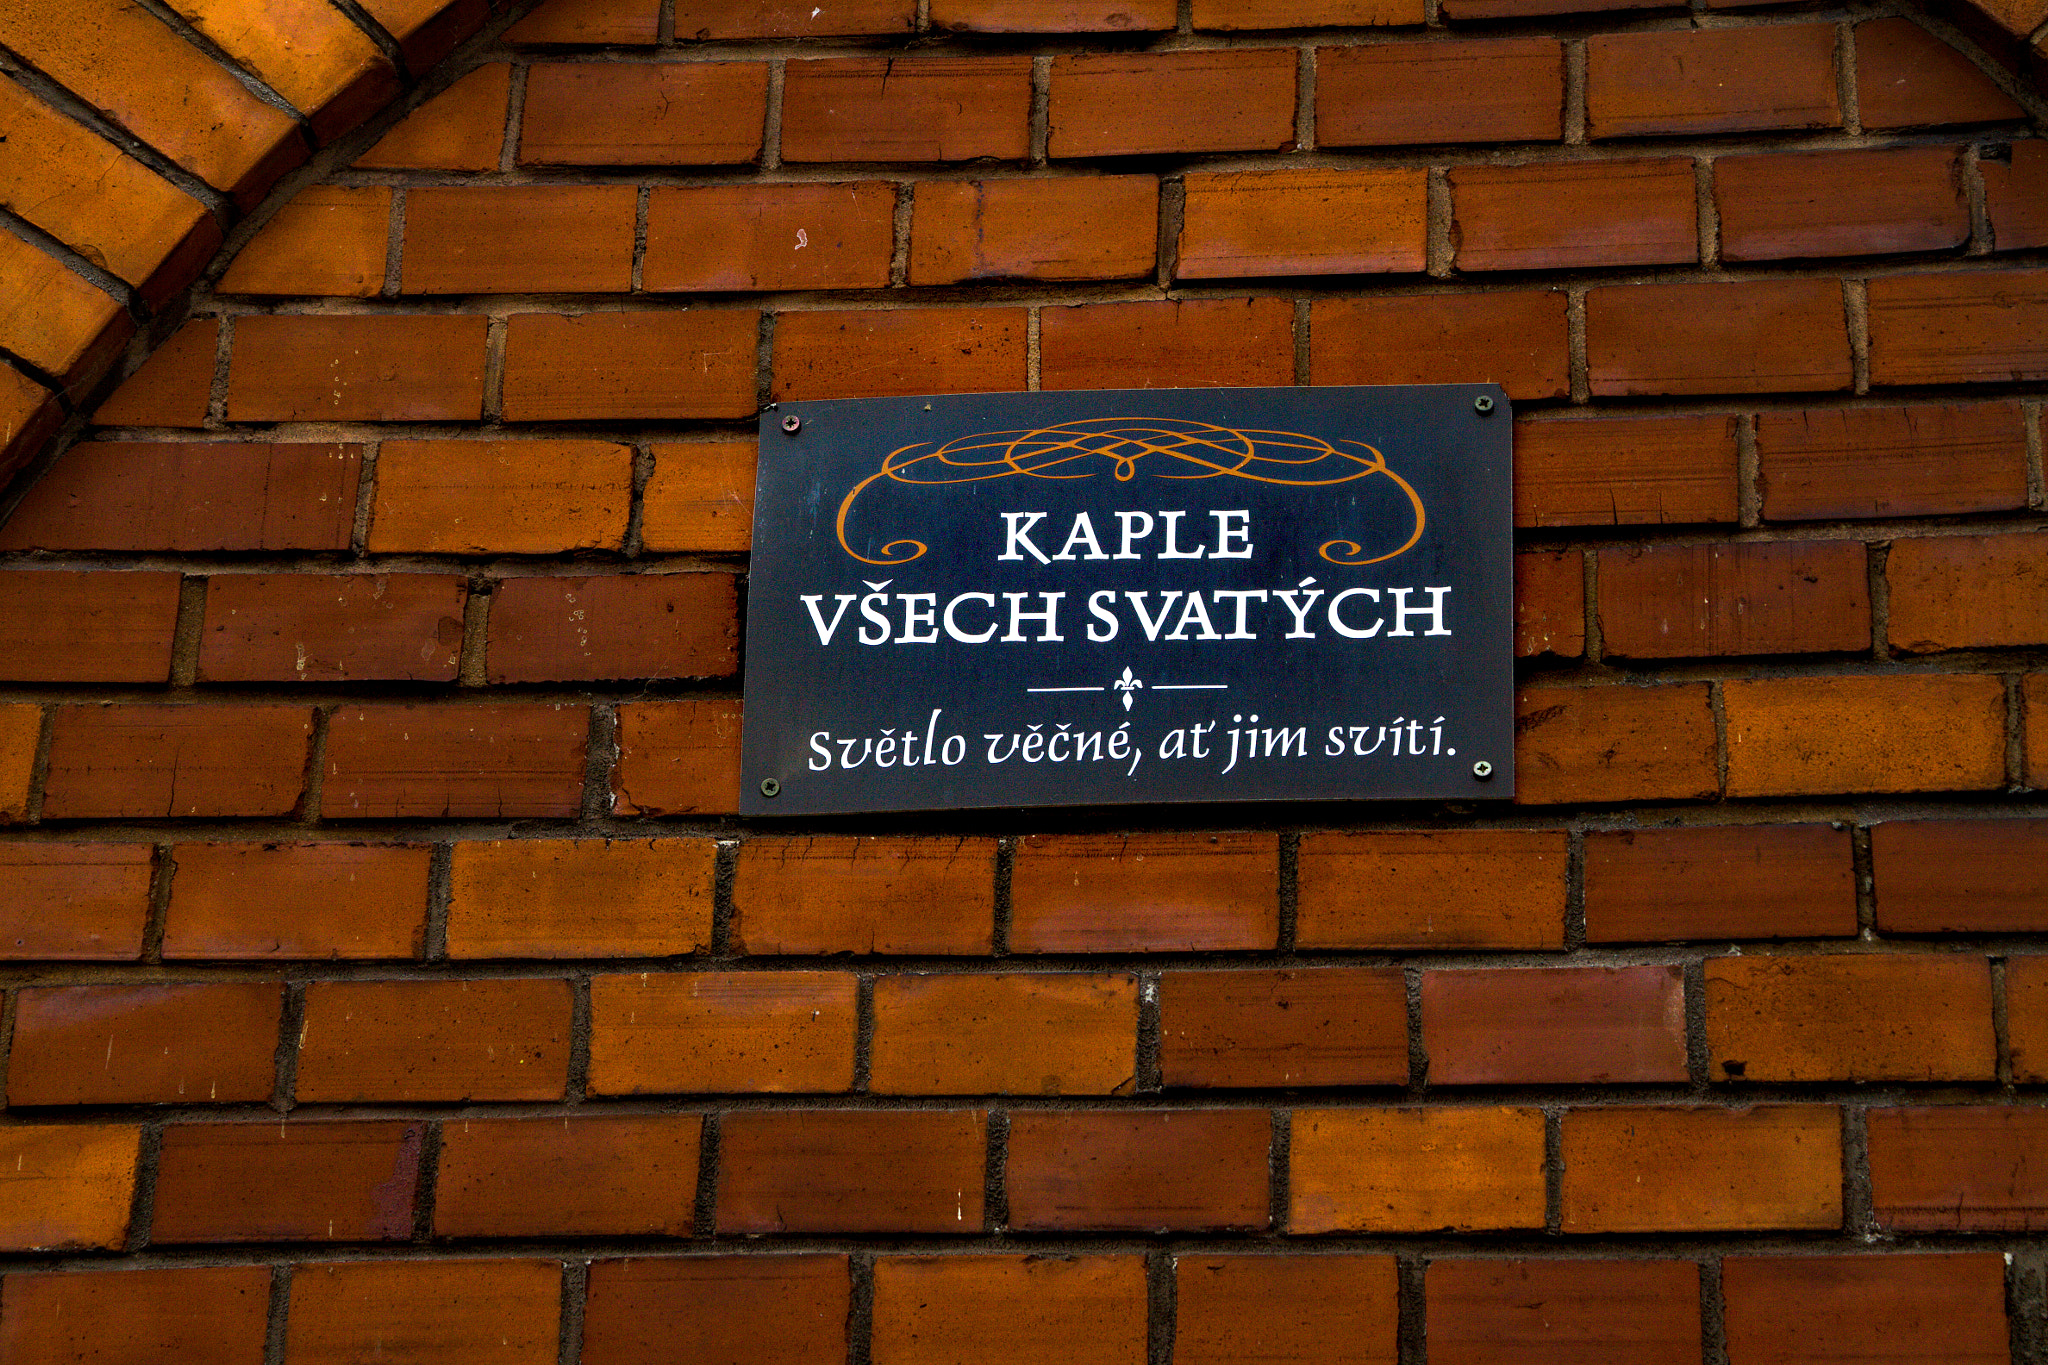 KAPLE
VŠECH SVATÝCH
Světlo věčné, ať jim svítí.